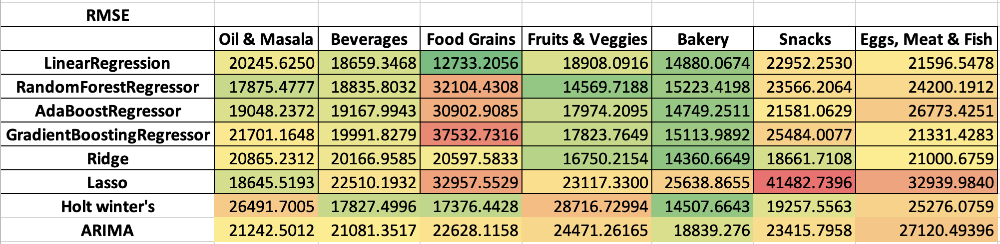 RMSE
Oil & Masala Beverages Food Grains Fruits & Veggies Bakery Snacks Eggs, Meat & Fish
LinearRegression 20245.6250 18659.3468 12733.2056 18908.0916 14880.0674 22952.2530 21596.5478
RandomForestRegressor 17875.4777 18835.8032 32104.4308 14569.7188 15223.4198 23566.2064 24200.1912
AdaBoostRegressor 19048.2372 19167.9943 30902.9085 17974.2095 14749.2511 21581.0629 26773.4251
GradientBoostingRegressor 21701.1648 19991.8279 37532.7316 17823.7649 15113.9892 25484.0077 21331.4283
Ridge 20865.2312 20166.9585 20597.5833 16750.2154 14360.6649 18661.7108 21000.6759
Lasso 18645.5193 22510.1932 32957.5529 23117.3300 25638.8655 41482.7396 32939.9840
Holt winter's 26491.7005 17827.4996 17376.4428 28716.72994 14507.6643 19257.5563 25276.0759
ARIMA 21242.5012 21081.3517 22628.1158 24471.26165 18839.276 23415.7958 27120.49396